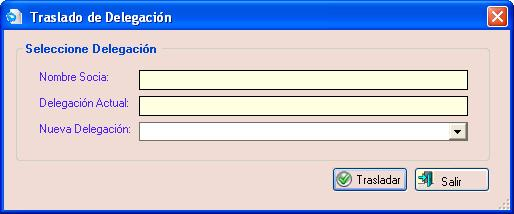 Traslado de Delegación
Seleccione Delegación
Nombre Socia:
Delegación Actual:
Nueva Delegación:
Trasladar
Salir